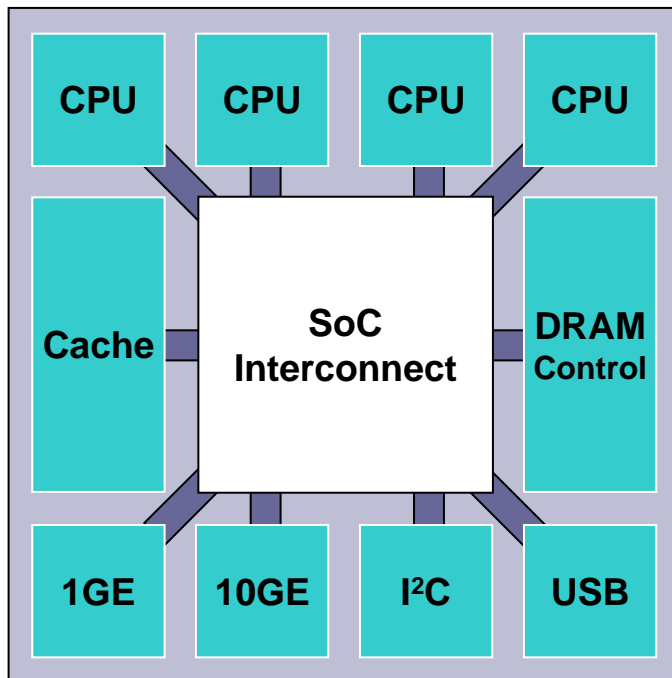 CPU
CPU
CPU
CPU
Cache
SoC
Interconnect
DRAM
Control
1GE
10GE
I²C
USB